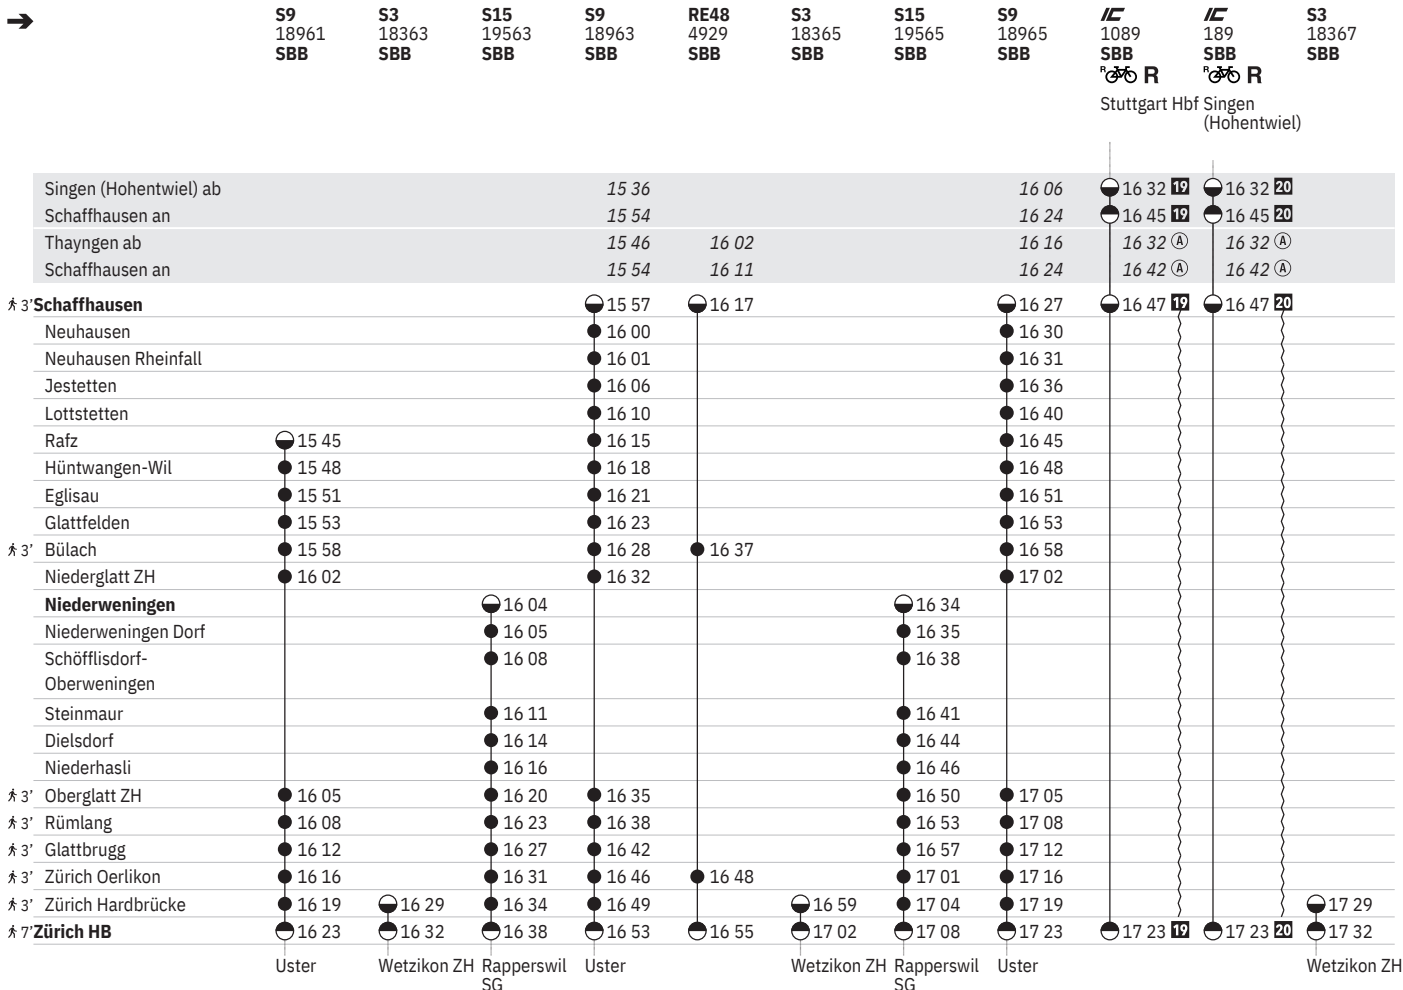 S9 S3 S15 S9 RE48 S3 S15 S9 IC IC S3
18961 18363 19563 18963 4929 18365 19565 18965 1089 189 18367
SBB SBB SBB SBB SBB SBB SBB SBB SBB SBB SBB
R R R R
Stuttgart Hbf Singen
(Hohentwiel)
Singen (Hohentwiel) ab 15 36 16 06 16 32 19 16 32 20
Schaffhausen an 15 54 16 24 16 45 19 16 45 20
Thayngen ab 15 46 16 02 16 16 16 32 A 16 32 A
Schaffhausen an 15 54 16 11 16 24 16 42 A 16 42 A
3' Schaffhausen 15 57 16 17 16 27 16 47 19 16 47 20
Neuhausen 16 00 16 30
Neuhausen Rheinfall 16 01 16 31
Jestetten 16 06 16 36
Lottstetten 16 10 16 40
Rafz 15 45 16 15 16 45
Hüntwangen-Wil 15 48 16 18 16 48
Eglisau 15 51 16 21 16 51
Glattfelden 15 53 16 23 16 53
3' Bülach 15 58 16 28 16 37 16 58
Niederglatt ZH 16 02 16 32 17 02
Niederweningen 16 04 16 34
Niederweningen Dorf 16 05 16 35
Schöfflisdorf- 16 08 16 38
Oberweningen
Steinmaur 16 11 16 41
Dielsdorf 16 14 16 44
Niederhasli 16 16 16 46
3' Oberglatt ZH 16 05 16 20 16 35 16 50 17 05
3' Rümlang 16 08 16 23 16 38 16 53 17 08
3' Glattbrugg 16 12 16 27 16 42 16 57 17 12
3' Zürich Oerlikon 16 16 16 31 16 46 16 48 17 01 17 16
3' Zürich Hardbrücke 16 19 16 29 16 34 16 49 16 59 17 04 17 19 17 29
7' Zürich HB 16 23 16 32 16 38 16 53 16 55 17 02 17 08 17 23 17 23 19 17 23 20 17 32
Uster Wetzikon ZH Rapperswil Uster Wetzikon ZH Rapperswil Uster Wetzikon ZH
SG SG